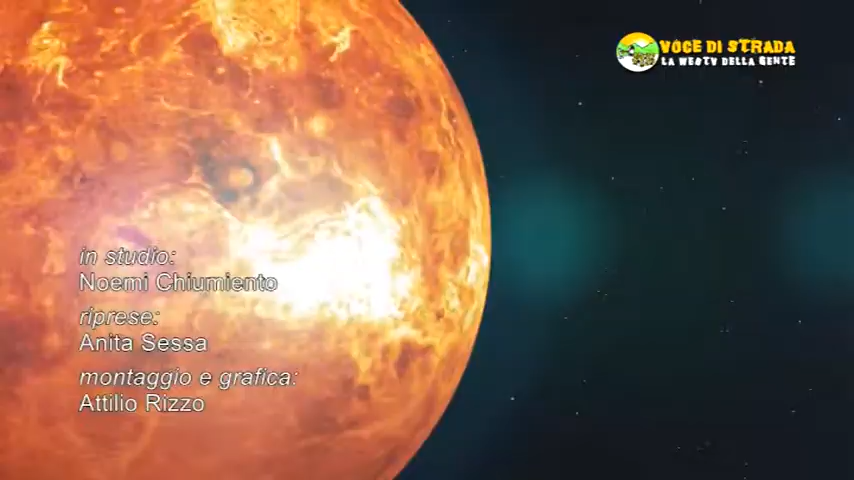 VOCE DI STRADA
LA WEBTV DELLA GENTE
in studio:
Noemi Chiumiento
riprese:
Anita Sessa
montaggio e grafica:
Attilio Rizzo